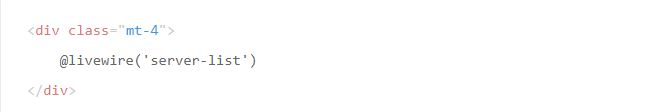 <div class="mt-4">
    @livewire('server-list')
</div>